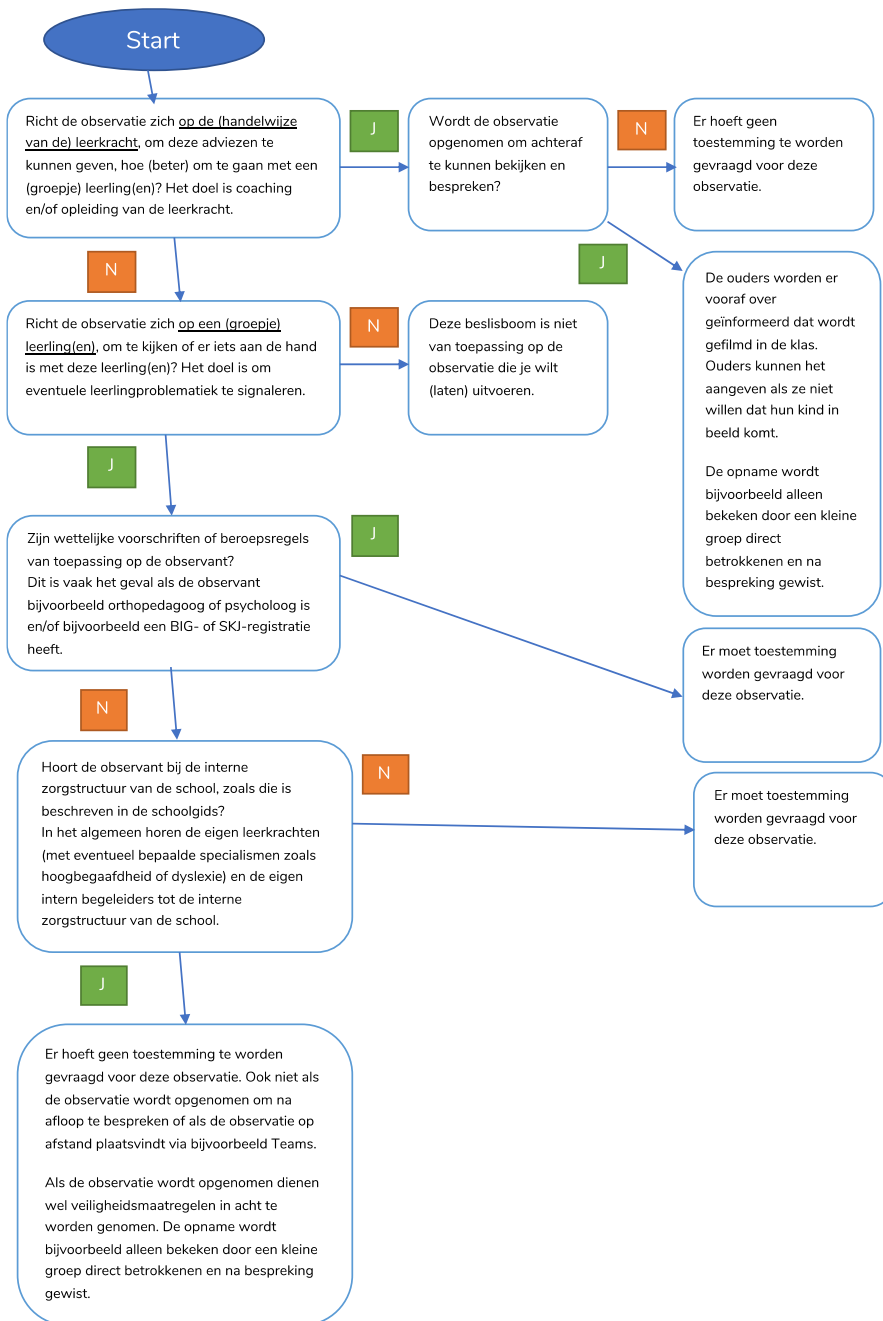 Start
Richt de observatie zich op de (handelwijze
van de) leerkracht, om deze adviezen te
kunnen geven, hoe (beter) om te gaan met een
(groepje) leerling(en)? Het doel is coaching
en/of opleiding van de leerkracht.
J
Wordt de observatie
opgenomen om achteraf
te kunnen bekijken en
bespreken?
N
Er hoeft geen
toestemming te worden
gevraagd voor deze
observatie.
J
De ouders worden er
vooraf over
geïnformeerd dat wordt
gefilmd in de klas.
Ouders kunnen het
aangeven als ze niet
willen dat hun kind in
beeld komt.
De opname wordt
bijvoorbeeld alleen
bekeken door een kleine
groep direct
betrokkenen en na
bespreking gewist.
N
Richt de observatie zich op een (groepje)
leerling(en), om te kijken of er iets aan de hand
is met deze leerling(en)? Het doel is om
eventuele leerlingproblematiek te signaleren.
N
Deze beslisboom is niet
van toepassing op de
observatie die je wilt
(laten) uitvoeren.
J
Zijn wettelijke voorschriften of beroepsregels
van toepassing op de observant?
Dit is vaak het geval als de observant
bijvoorbeeld orthopedagoog of psycholoog is
en/of bijvoorbeeld een BIG- of SKJ-registratie
heeft.
J
Er moet toestemming
worden gevraagd voor
deze observatie.
N
Hoort de observant bij de interne
zorgstructuur van de school, zoals die is
beschreven in de schoolgids?
In het algemeen horen de eigen leerkrachten
(met eventueel bepaalde specialismen zoals
hoogbegaafdheid of dyslexie) en de eigen
intern begeleiders tot de interne
zorgstructuur van de school.
N
Er moet toestemming
worden gevraagd voor
deze observatie.
J
Er hoeft geen toestemming te worden
gevraagd voor deze observatie. Ook niet als
de observatie wordt opgenomen om na
afloop te bespreken of als de observatie op
afstand plaatsvindt via bijvoorbeeld Teams.
Als de observatie wordt opgenomen dienen
wel veiligheidsmaatregelen in acht te
worden genomen. De opname wordt
bijvoorbeeld alleen bekeken door een kleine
groep direct betrokkenen en na bespreking
gewist.